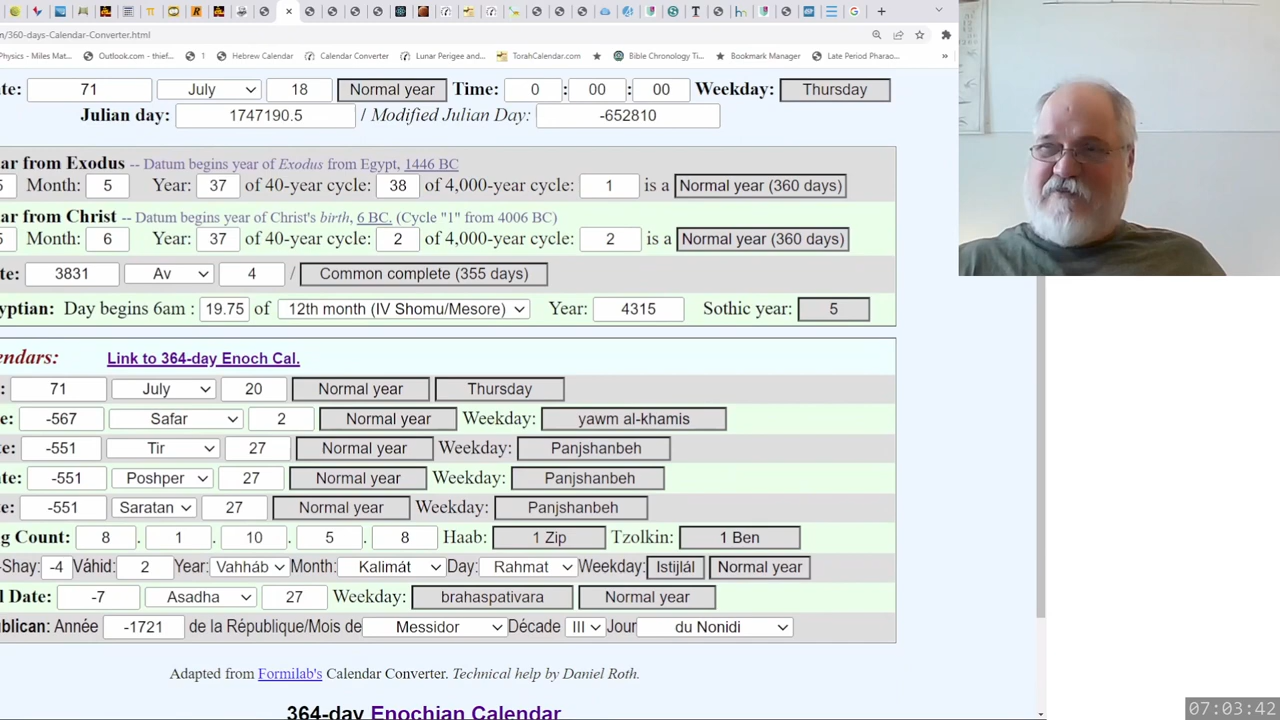 n/360-days-Calendar-Converter.html
Physics - Miles Mat... Outlook.com - thief... 1 Hebrew Calendar Calendar Converter Lunar Perigee and... TorahCalendar.com Bible Chronology Ti... Bookmark Manager Late Period Pharao... »
te: 71 July 18 Normal year Time: 0 : 00 : 00 Weekday: Thursday
Julian day: 1747190.5 / Modified Julian Day: -652810
ar from Exodus -- Datum begins year of Exodus from Egypt, 1446 BC
5 Month: 5 Year: 37 of 40-year cycle: 38 of 4,000-year cycle: 1 is a Normal year (360 days)
ar from Christ -- Datum begins year of Christ's birth, 6 BC. (Cycle "1" from 4006 BC)
5 Month: 6 Year: 37 of 40-year cycle: 2 of 4,000-year cycle: 2 is a Normal year (360 days)
te: 3831 Av 4 / Common complete (355 days)
yptian: Day begins 6am : 19.75 of 12th month (IV Shomu/Mesore) Year: 4315 Sothic year: 5
endars: Link to 364-day Enoch Cal.
: 71 July 20 Normal year Thursday
e: -567 Safar 2 Normal year Weekday: yawm al-khamis
te: -551 Tir 27 Normal year Weekday: Panjshanbeh
ate: -551 Poshper 27 Normal year Weekday: Panjshanbeh
te: -551 Saratan 27 Normal year Weekday: Panjshanbeh
g Count: 8 . 1 . 10 . 5 . 8 Haab: 1 Zip Tzolkin: 1 Ben
-Shay: -4 Váhid: 2 Year: Vahháb Month: Kalimát Day: Rahmat Weekday: Istijlál Normal year
l Date: -7 Asadha 27 Weekday: brahaspativara Normal year
ublican: Année -1721 de la République/Mois de Messidor Décade III Jour du Nonidi
Adapted from Formilab's Calendar Converter. Technical help by Daniel Roth.
364-day Enochian Calendar
07:03:42